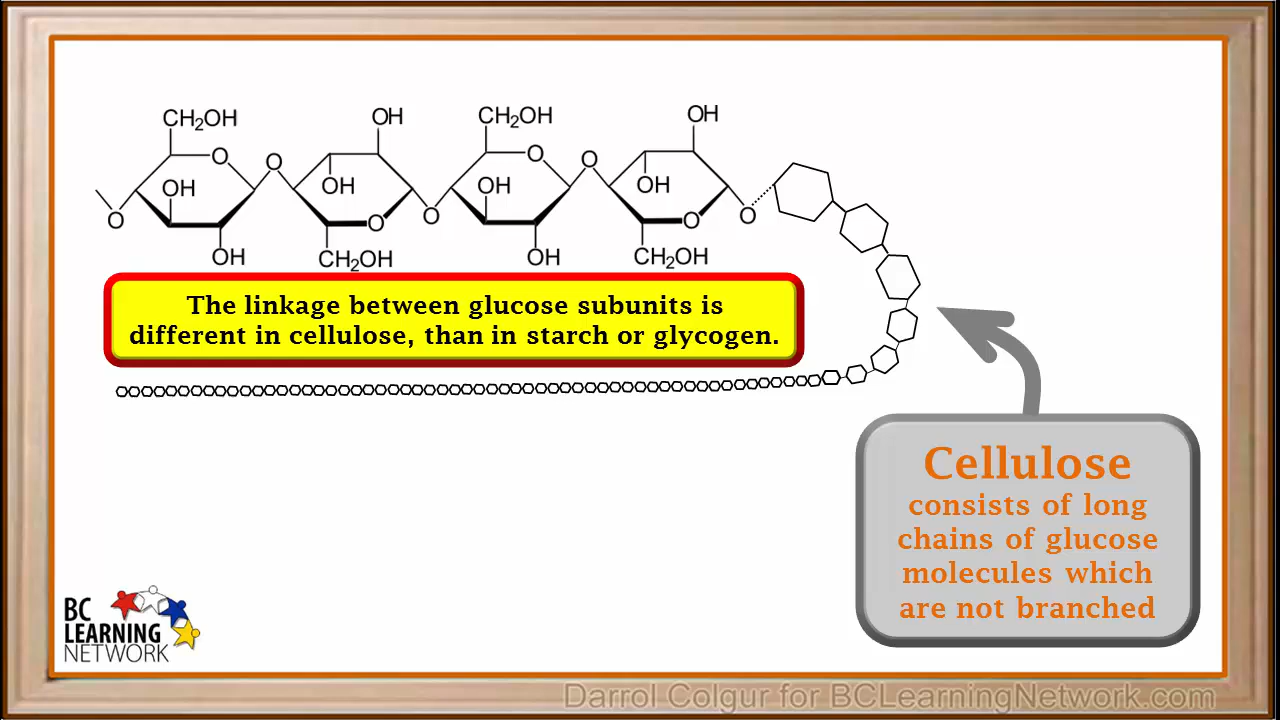 CH2OH OH CH2OH OH
O O O O
OH OH OH OH
O O O O O
OH CH2OH OH CH2OH
The linkage between glucose subunits is
different in cellulose, than in starch or glycogen.
Cellulose
consists of long
chains of glucose
molecules which
are not branched
BC
LEARNING
NETWORK
Darrol Colgur for BCLearningNetwork.com